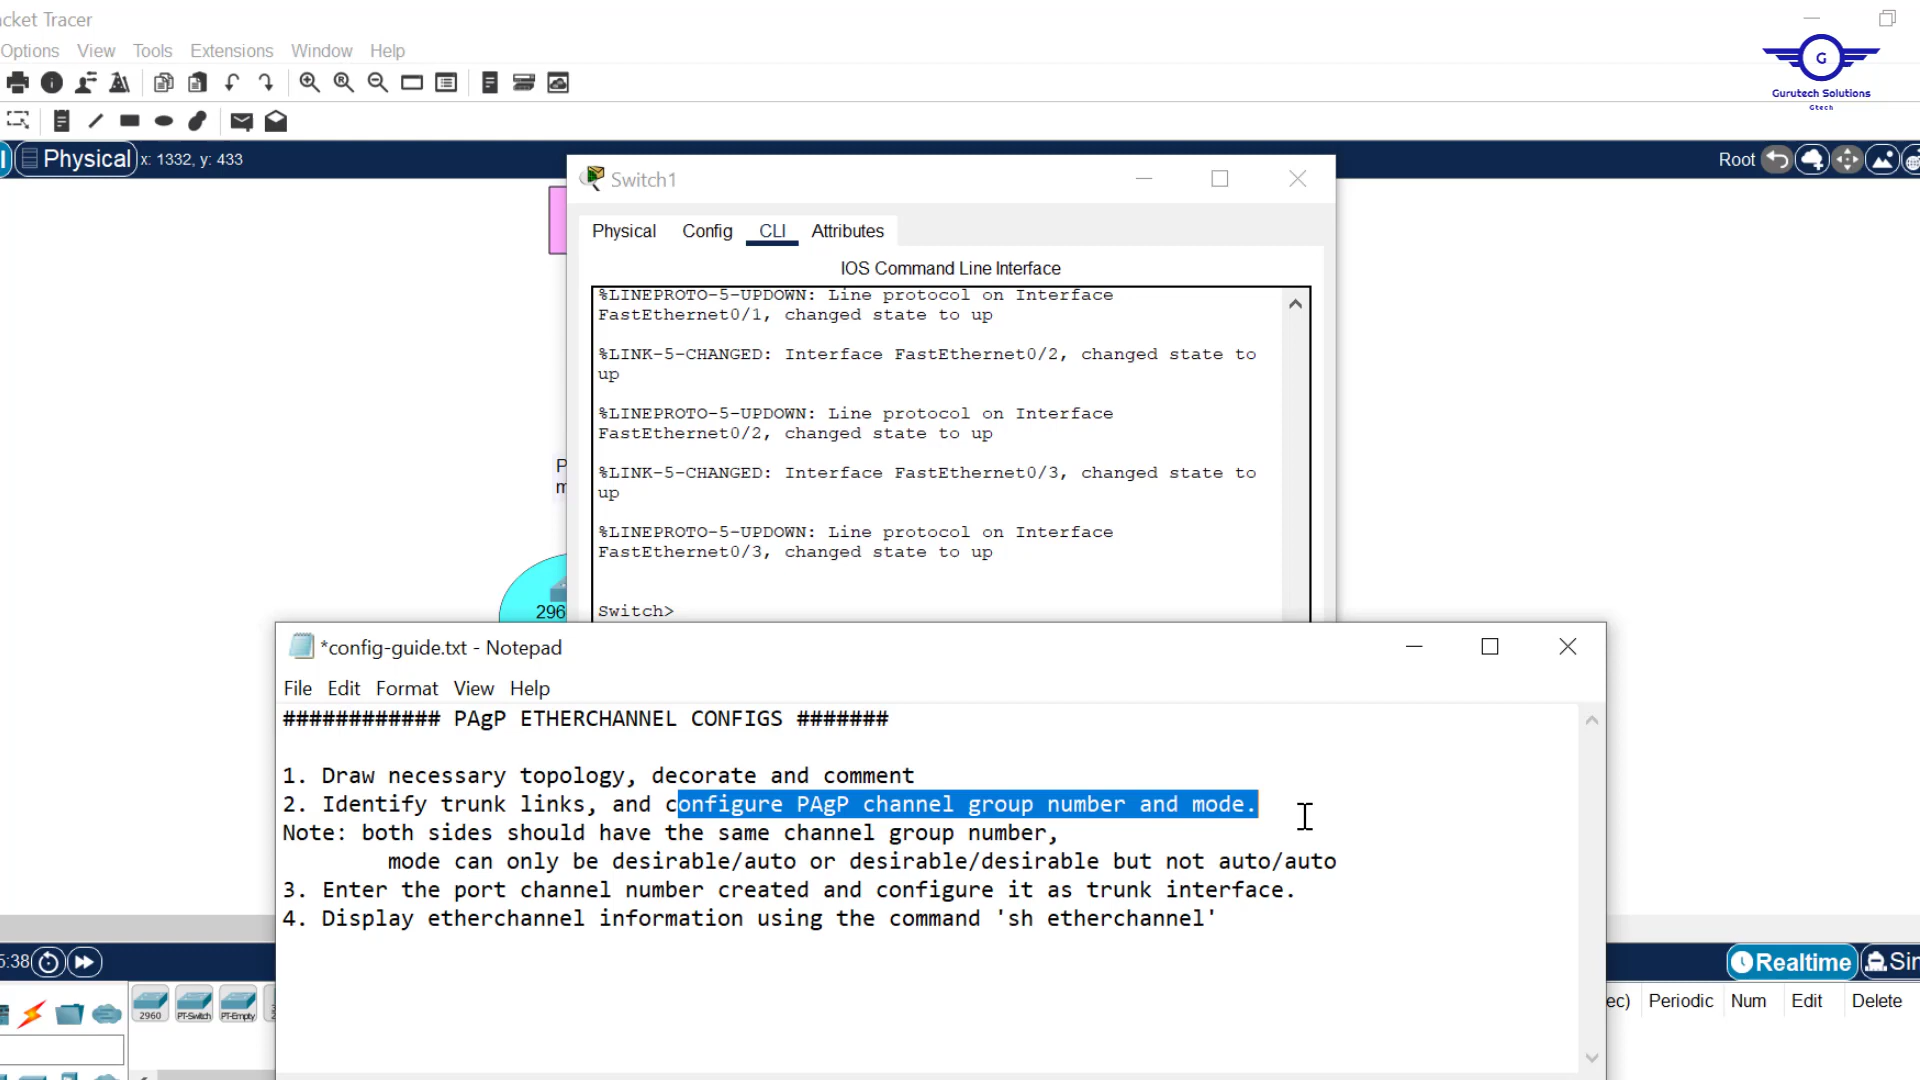 cket Tracer
Options View Tools Extensions Window Help
G
Gurutech Solutions
Gtech
Physical x: 1332, y: 433
Root
Switch1
Physical Config CLI Attributes
IOS Command Line Interface
%LINEPROTO-5-UPDOWN: Line protocol on Interface
FastEthernet0/1, changed state to up
%LINK-5-CHANGED: Interface FastEthernet0/2, changed state to
up
%LINEPROTO-5-UPDOWN: Line protocol on Interface
FastEthernet0/2, changed state to up
P
m
%LINK-5-CHANGED: Interface FastEthernet0/3, changed state to
up
%LINEPROTO-5-UPDOWN: Line protocol on Interface
FastEthernet0/3, changed state to up
296
Switch>
*config-guide.txt - Notepad
File Edit Format View Help
############ PAgP ETHERCHANNEL CONFIGS #######
1. Draw necessary topology, decorate and comment
2. Identify trunk links, and configure PAgP channel group number and mode.
Note: both sides should have the same channel group number,
mode can only be desirable/auto or desirable/desirable but not auto/auto
3. Enter the port channel number created and configure it as trunk interface.
4. Display etherchannel information using the command 'sh etherchannel'
5:38
Realtime Sin
2960 PT-Switch PT-Empty
ec) Periodic Num Edit Delete